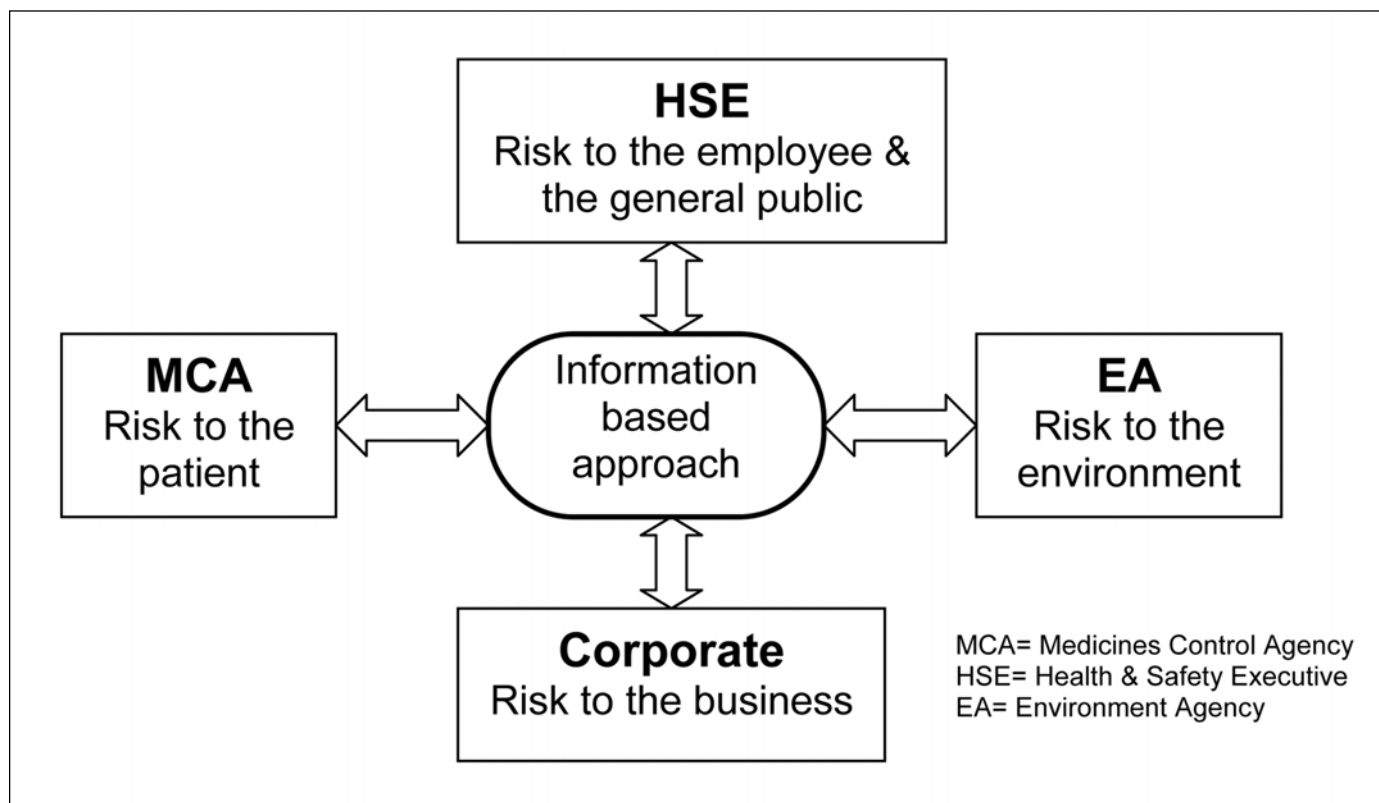 HSE
Risk to the employee &
the general public
MCA
Risk to the
patient
Information
based
approach
EA
Risk to the
environment
Corporate
Risk to the business
MCA= Medicines Control Agency
HSE= Health & Safety Executive
EA= Environment Agency